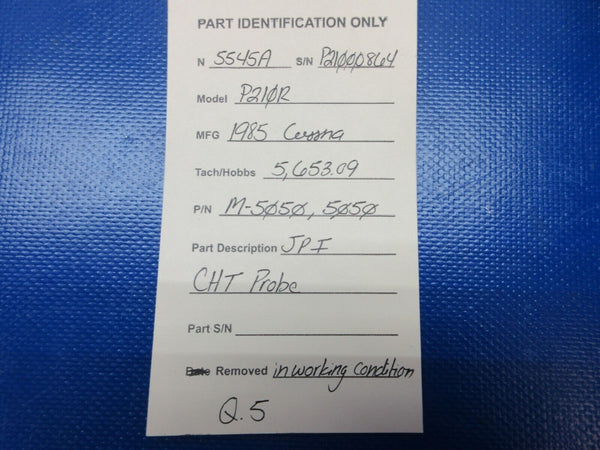 PART IDENTIFICATION ONLY
N 5545A S/N P21000864
Model P210R
MFG 1985 Cessna
Tach/Hobbs 5,653.09
P/N M-5050, 5050
Part Description JPI
CHT Probe
Part S/N
Date Removed in working condition
Q.5